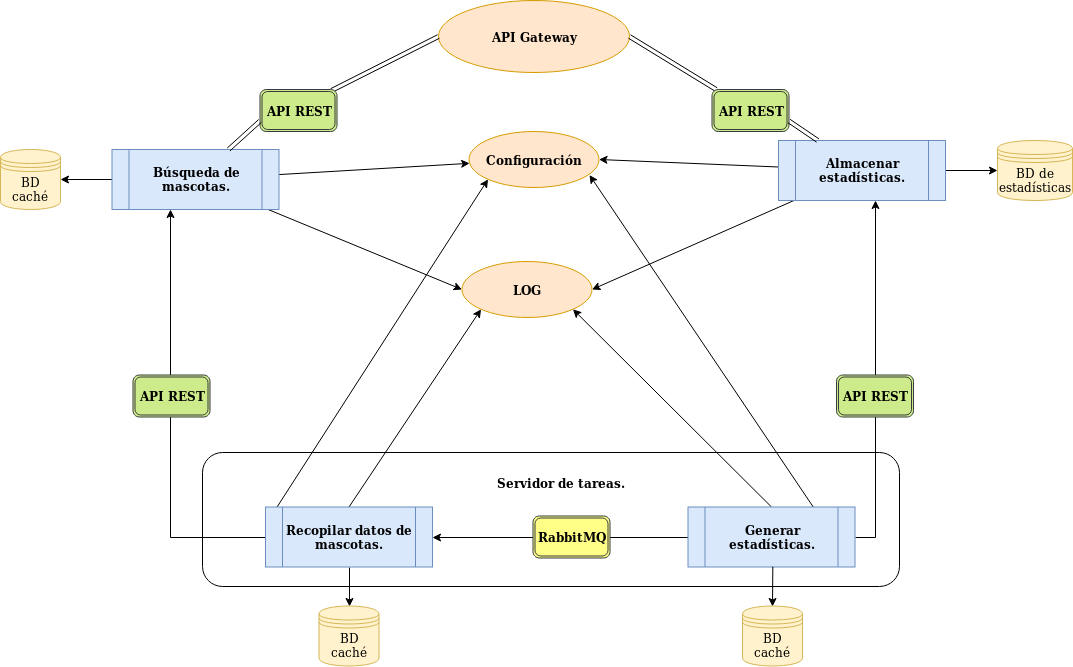 API Gateway
API REST
API REST
BD
caché
Búsqueda de
mascotas.
Configuración
Almacenar
estadísticas.
BD de
estadísticas
LOG
API REST
API REST
Servidor de tareas.
Recopilar datos de
mascotas.
RabbitMQ
Generar
estadísticas.
BD
caché
BD
caché